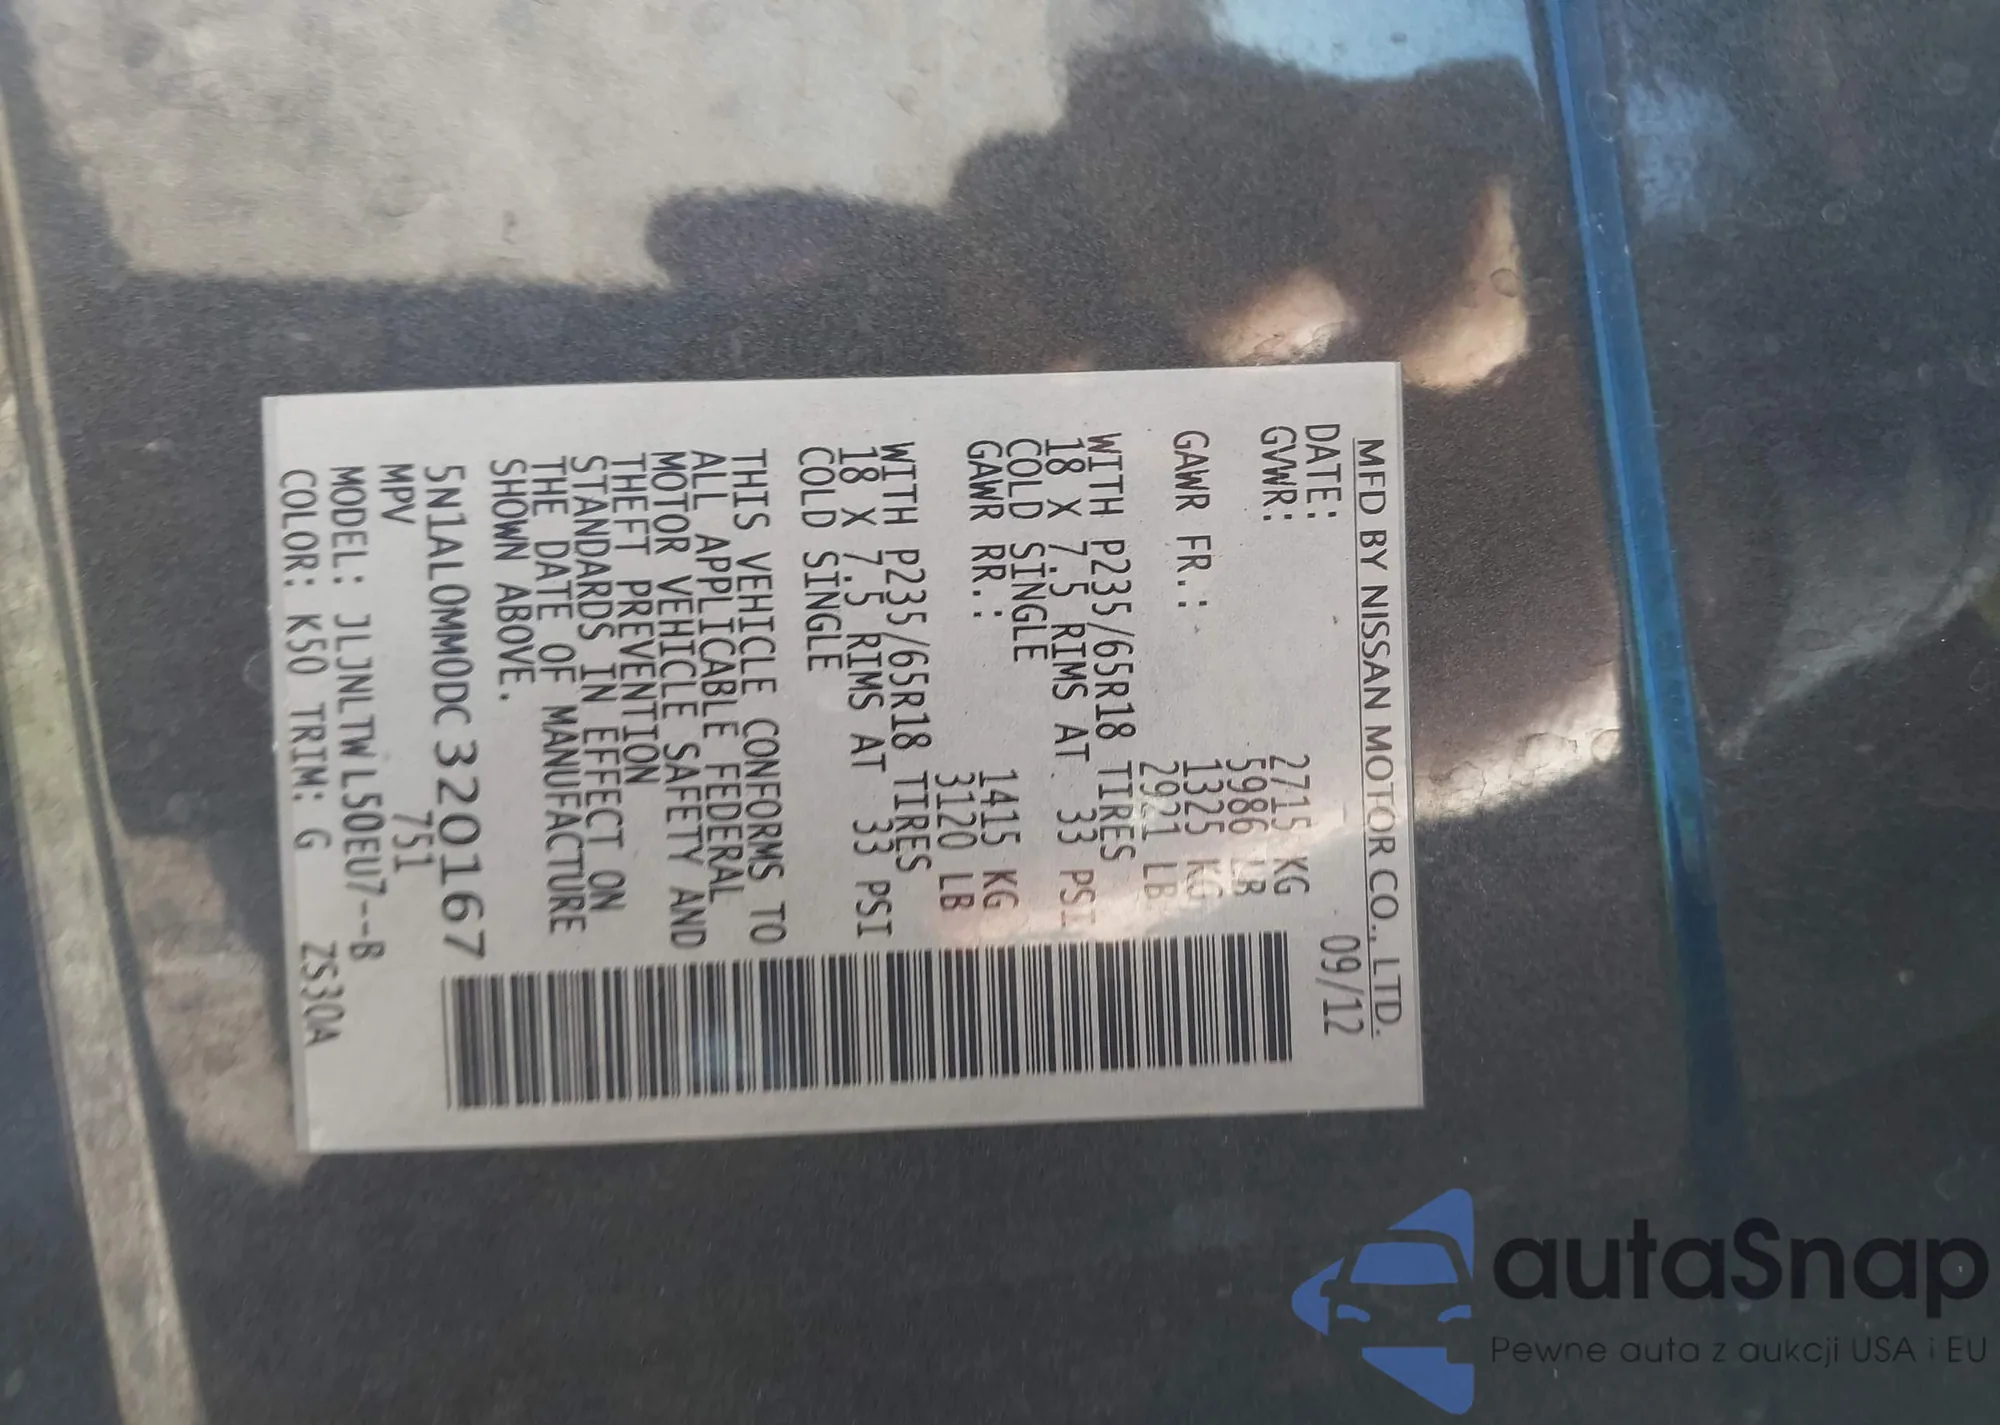 MFD BY NISSAN MOTOR CO., LTD.
DATE: 09/12
GVWR: 2715 KG
5986 LB
GAWR FR.: 1325 KG
2921 LB
WITH P235/65R18 TIRES
18 X 7.5 RIMS AT 33 PSI
COLD SINGLE
GAWR RR.: 1415 KG
3120 LB
WITH P235/65R18 TIRES
18 X 7.5 RIMS AT 33 PSI
COLD SINGLE
THIS VEHICLE CONFORMS TO
ALL APPLICABLE FEDERAL
MOTOR VEHICLE SAFETY AND
THEFT PREVENTION
STANDARDS IN EFFECT ON
THE DATE OF MANUFACTURE
SHOWN ABOVE.
5N1AL0MM0DC320167
MPV 751
MODEL: JLJNLTWL50EU7--B
COLOR: K50 TRIM: G ZS30A
autaSnap
Pewne auta z aukcji USA i EU